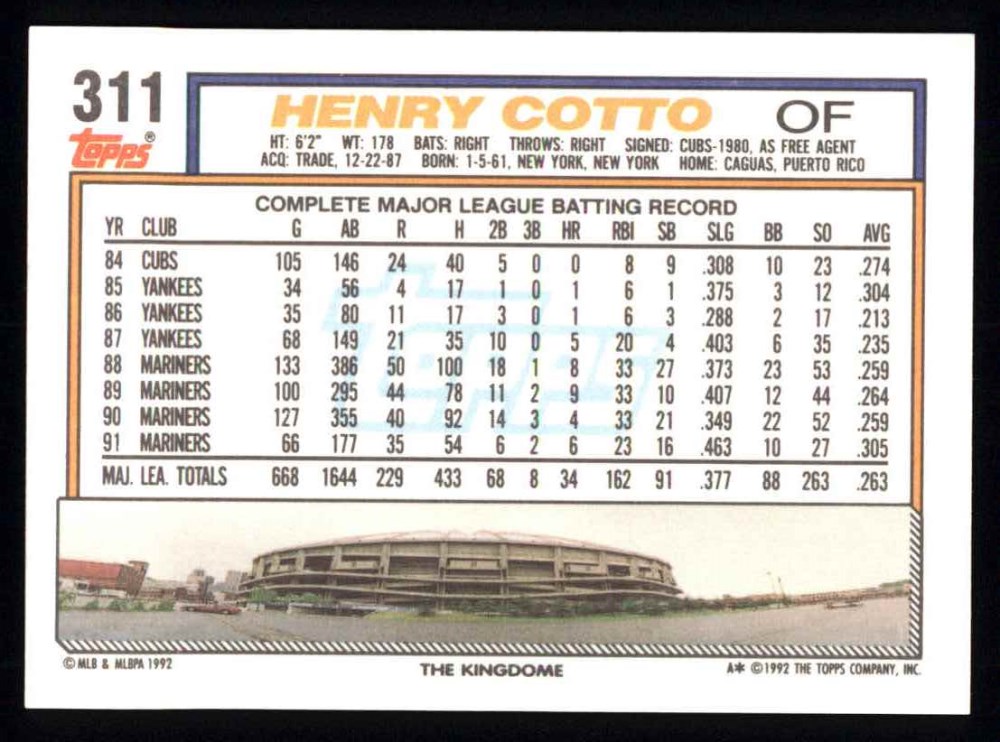 311
HENRY COTTO OF
topps®
HT: 6'2" WT: 178 BATS: RIGHT THROWS: RIGHT SIGNED: CUBS-1980, AS FREE AGENT
ACQ: TRADE, 12-22-87 BORN: 1-5-61, NEW YORK, NEW YORK HOME: CAGUAS, PUERTO RICO
COMPLETE MAJOR LEAGUE BATTING RECORD
YR CLUB G AB R H 2B 3B HR RBI SB SLG BB SO AVG
84 CUBS 105 146 24 40 5 0 0 8 9 .308 10 23 .274
85 YANKEES 34 56 4 17 1 0 1 6 1 .375 3 12 .304
86 YANKEES 35 80 11 17 3 0 1 6 3 .288 2 17 .213
87 YANKEES 68 149 21 35 10 0 5 20 4 .403 6 35 .235
88 MARINERS 133 386 50 100 18 1 8 33 27 .373 23 53 .259
89 MARINERS 100 295 44 78 11 2 9 33 10 .407 12 44 .264
90 MARINERS 127 355 40 92 14 3 4 33 21 .349 22 52 .259
91 MARINERS 66 177 35 54 6 2 6 23 16 .463 10 27 .305
MAJ. LEA. TOTALS 668 1644 229 433 68 8 34 162 91 .377 88 263 .263
topps
© MLB & MLBPA 1992
THE KINGDOME
A* © 1992 THE TOPPS COMPANY, INC.